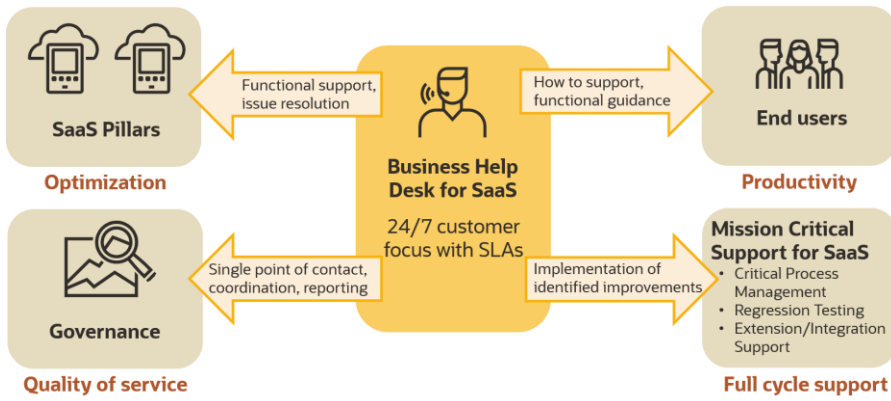 SaaS Pillars
Optimization
Functional support,
issue resolution
Business Help
Desk for SaaS
24/7 customer
focus with SLAs
How to support,
functional guidance
End users
Productivity
Governance
Quality of service
Single point of contact,
coordination, reporting
Implementation of
identified improvements
Mission Critical
Support for SaaS
• Critical Process
Management
• Regression Testing
• Extension/Integration
Support
Full cycle support